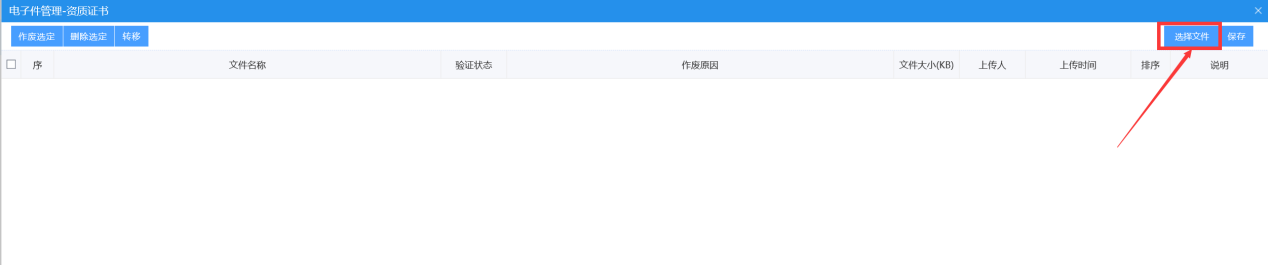 电子件管理-资质证书
作废选定 删除选定 转移 选择文件 保存
序 文件名称 验证状态 作废原因 文件大小(KB) 上传人 上传时间 排序 说明